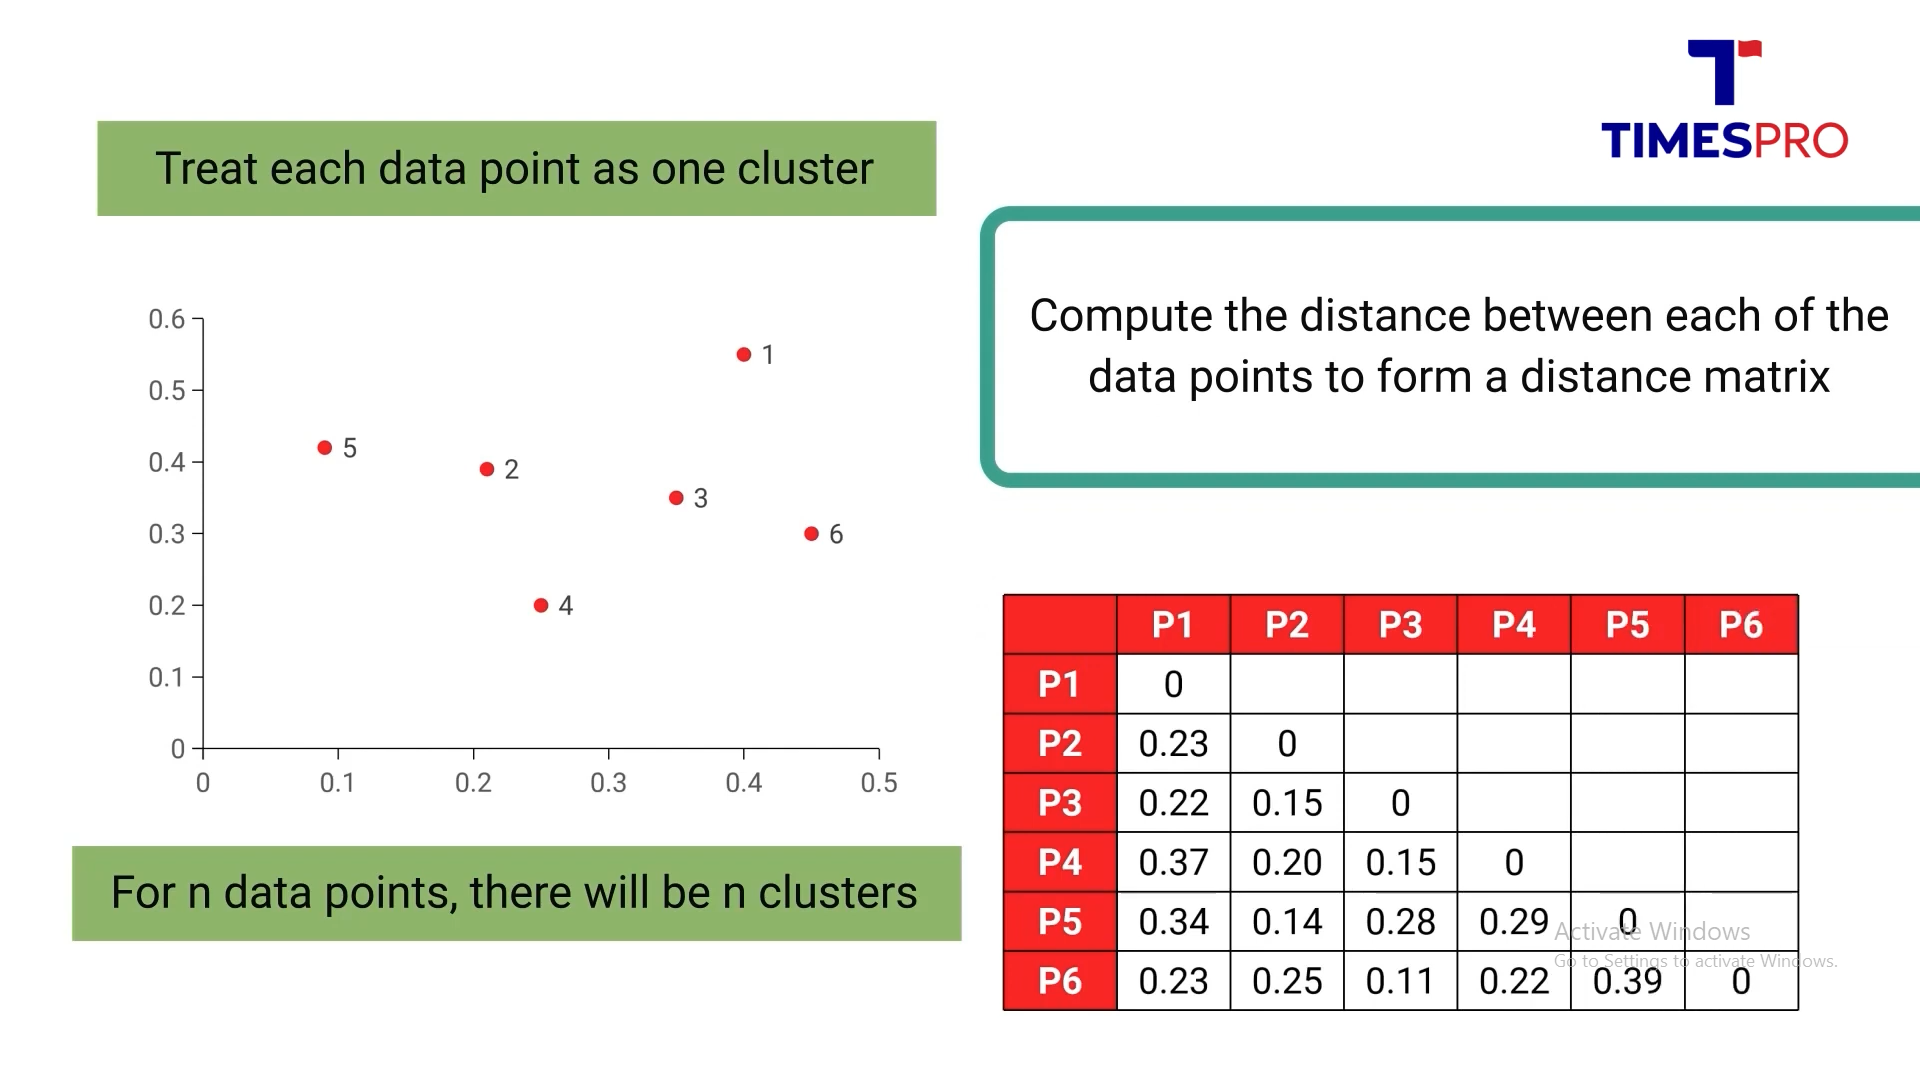 TIMESPRO
Treat each data point as one cluster
Compute the distance between each of the
data points to form a distance matrix
0.6
0.5
0.4
0.3
0.2
0.1
0
0 0.1 0.2 0.3 0.4 0.5
1
5
2
3
6
4
For n data points, there will be n clusters
P1 P2 P3 P4 P5 P6
P1 0
P2 0.23 0
P3 0.22 0.15 0
P4 0.37 0.20 0.15 0
P5 0.34 0.14 0.28 0.29 0
P6 0.23 0.25 0.11 0.22 0.39 0
Activate Windows
Go to Settings to activate Windows.